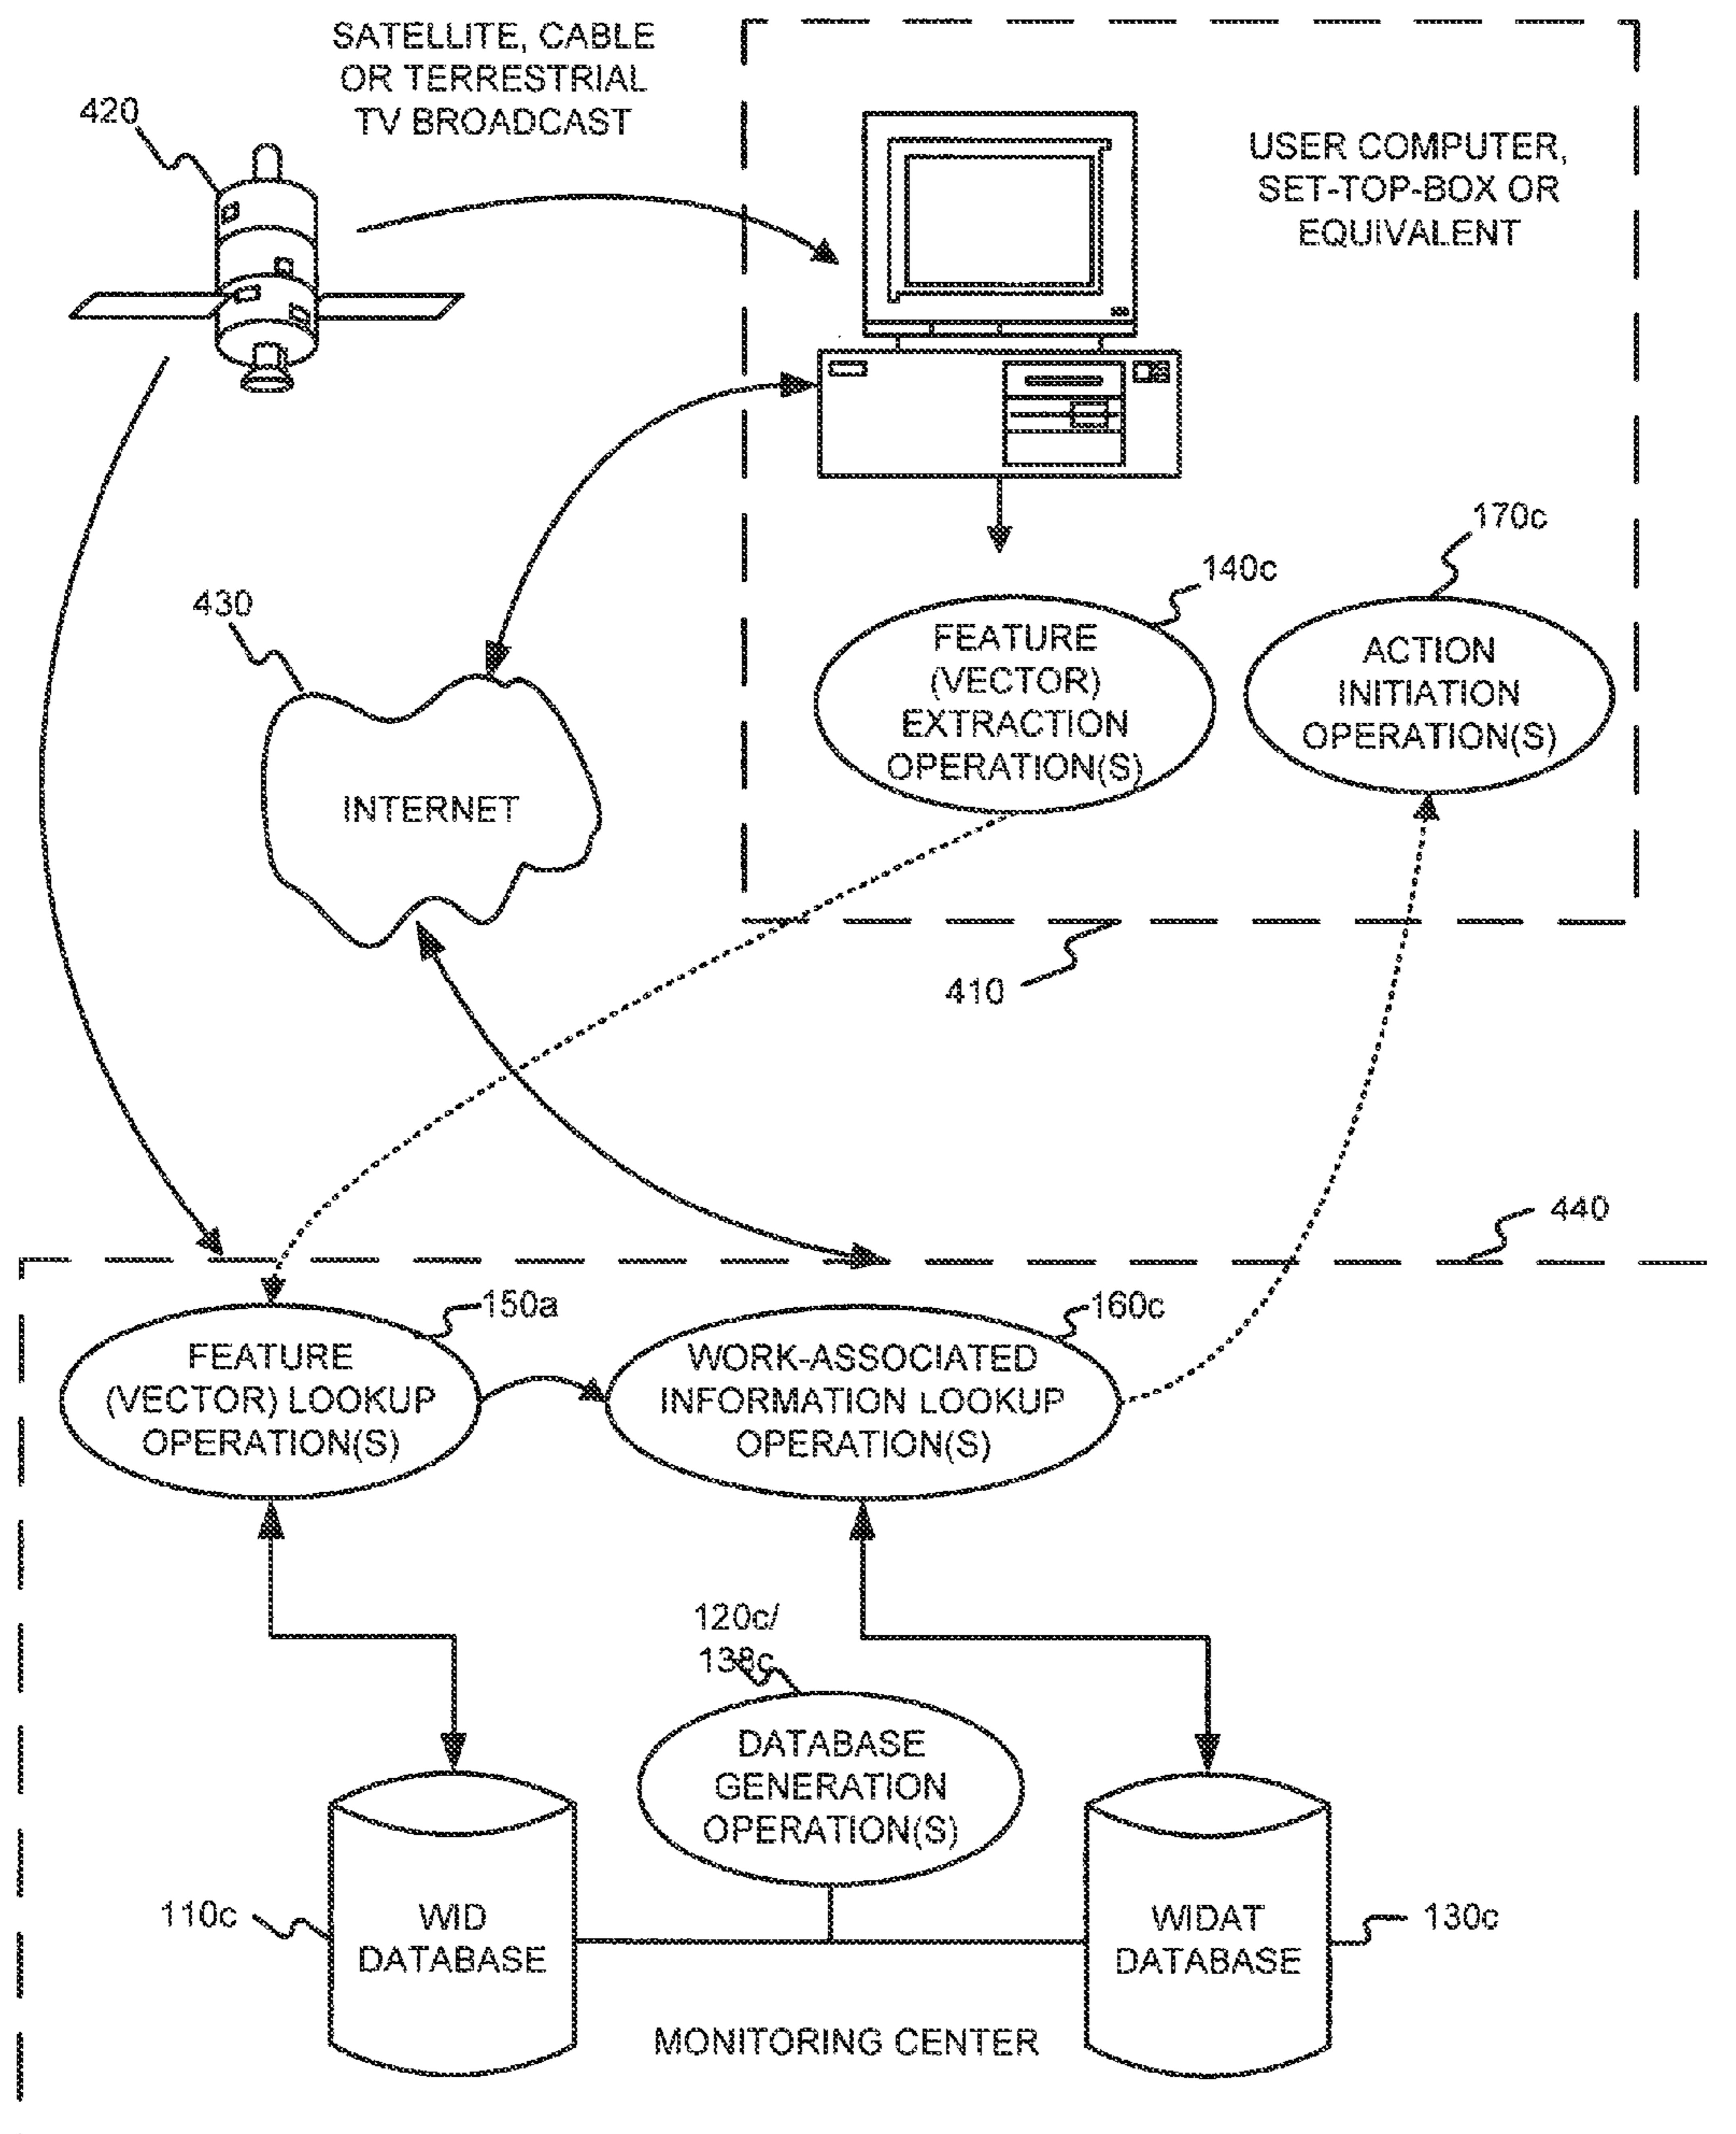 SATELLITE, CABLE
OR TERRESTRIAL
TV BROADCAST
420
USER COMPUTER,
SET-TOP-BOX OR
EQUIVALENT
170c
140c
430
FEATURE
(VECTOR)
EXTRACTION
OPERATION(S)
ACTION
INITIATION
OPERATION(S)
INTERNET
410
440
150a
160c
FEATURE
(VECTOR) LOOKUP
OPERATION(S)
WORK-ASSOCIATED
INFORMATION LOOKUP
OPERATION(S)
120c/
138c
DATABASE
GENERATION
OPERATION(S)
110c
WID
DATABASE
WIDAT
DATABASE
130c
MONITORING CENTER